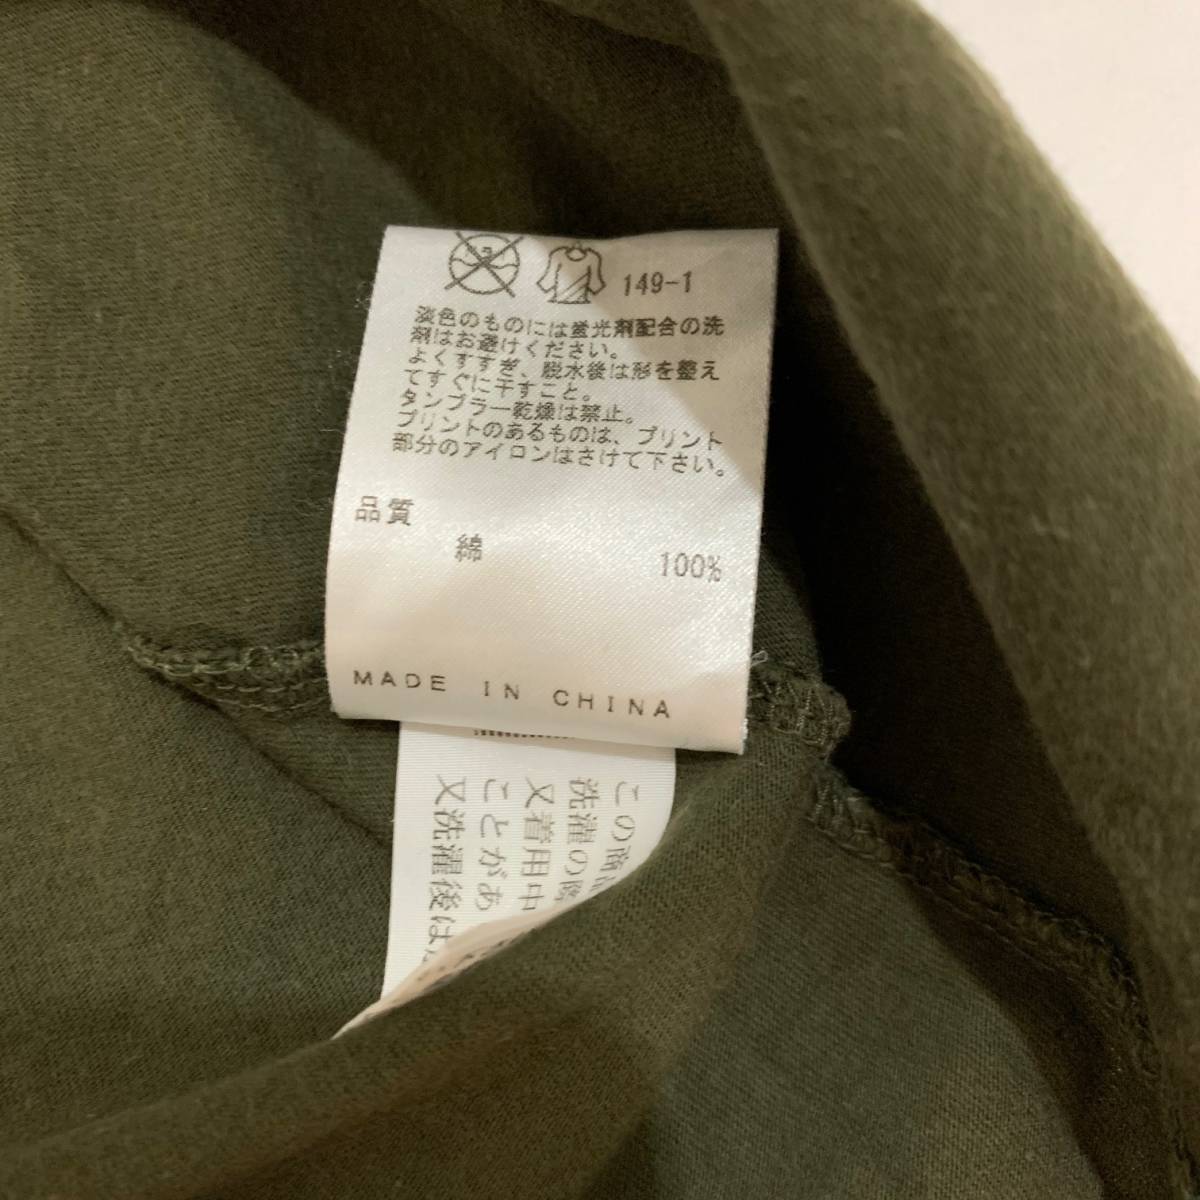 149-1
淡色のものには蛍光剤配合の洗
剤はお避けください。
よくすすぎ、脱水後は形を整え
てすぐに干すこと。
タンブラー乾燥は禁止。
プリントのあるものは、プリント
部分のアイロンはさけて下さい。
品質
綿 100%
MADE IN CHINA
この商品
洗濯の際
又着用中
ことがあ
又洗濯後は